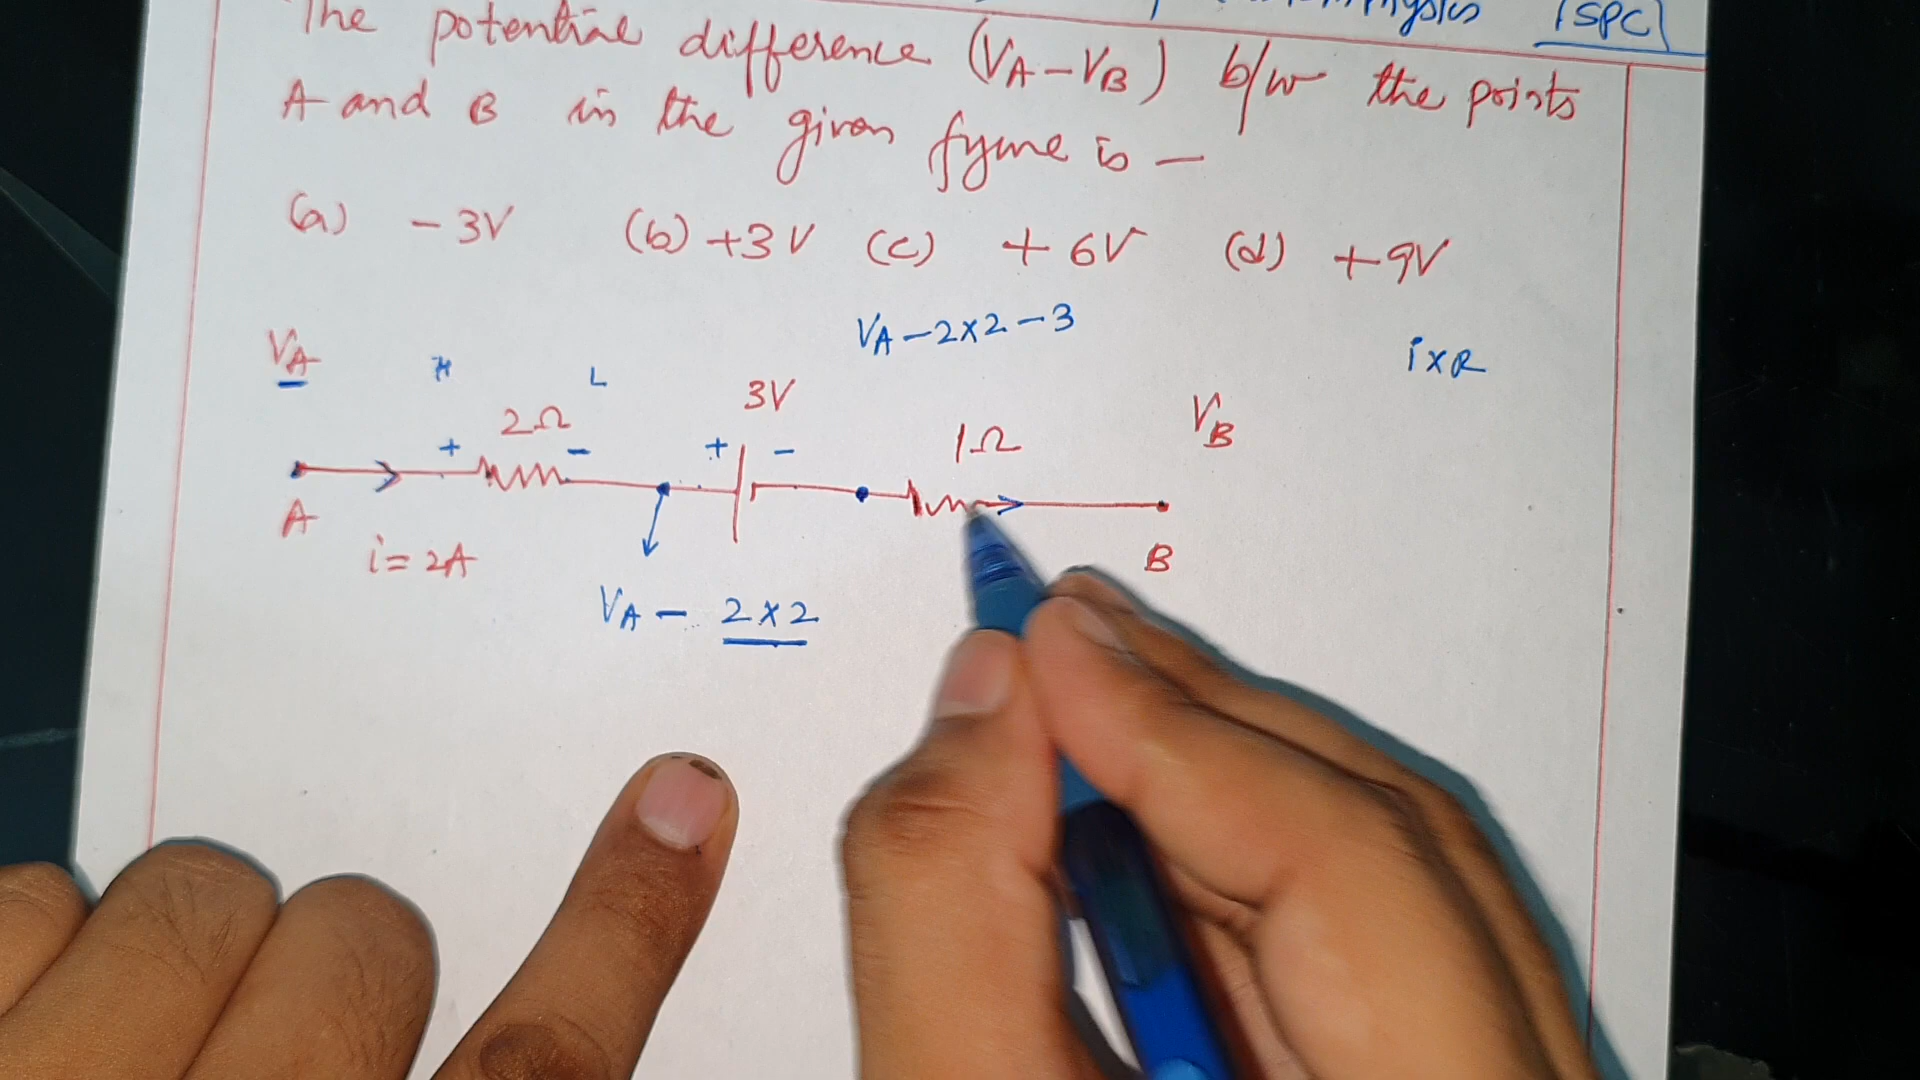 [SPC]
The potential difference (VA-VB) b/w the points
A and B in the given figure is -
(a) -3V (b) +3V (c) +6V (d) +9V
VA-2×2-3
i×R
VA H L
2Ω 3V 1Ω VB
+ - + -
A B
i=2A
VA - 2×2